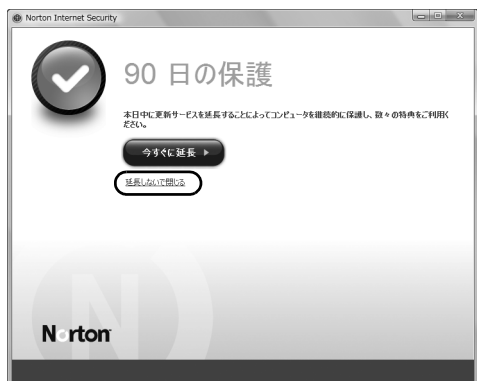 Norton Internet Security
90 日の保護
本日中に更新サービスを延長することによってコンピュータを継続的に保護し、数々の特典をご利用く
ださい。
今すぐに延長
延長しないで閉じる
Norton